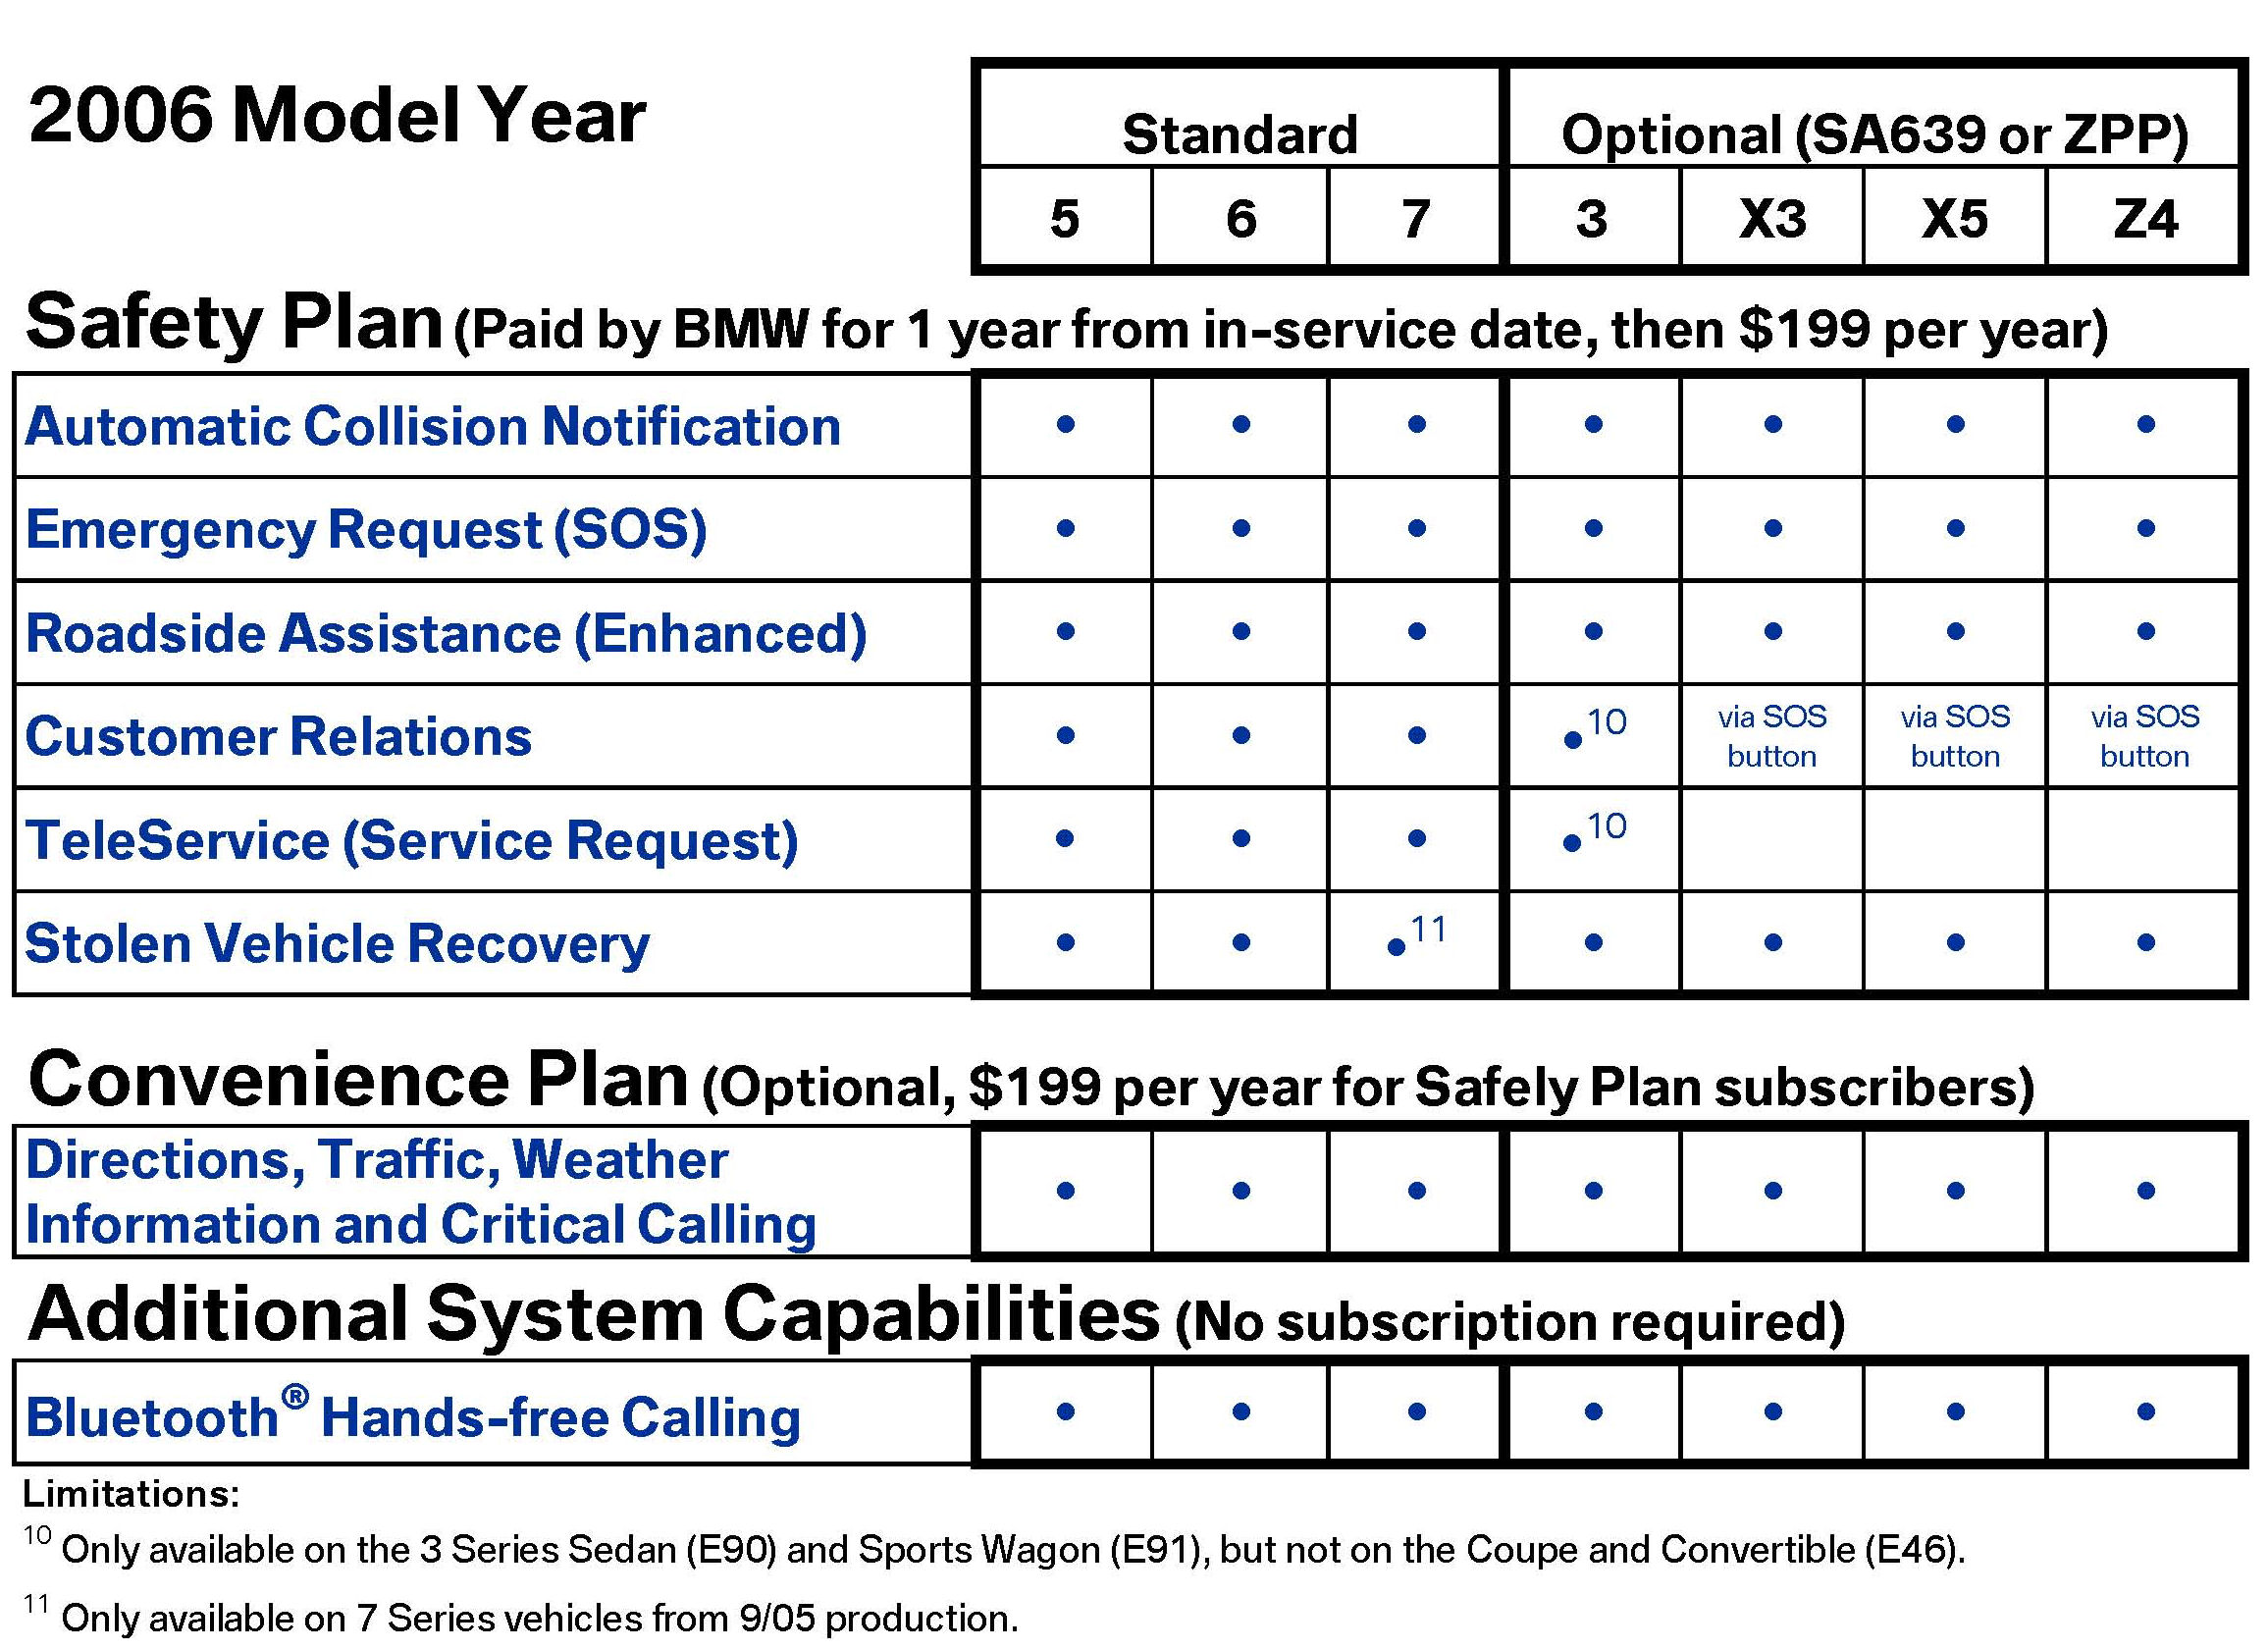 2006 Model Year
Standard Optional (SA639 or ZPP)
5 6 7 3 X3 X5 Z4
Safety Plan (Paid by BMW for 1 year from in-service date, then $199 per year)
Automatic Collision Notification • • • • • • •
Emergency Request (SOS) • • • • • • •
Roadside Assistance (Enhanced) • • • • • • •
Customer Relations • • • •10 via SOS button via SOS button via SOS button
TeleService (Service Request) • • • •10
Stolen Vehicle Recovery • • •11 • • • •
Convenience Plan (Optional, $199 per year for Safely Plan subscribers)
Directions, Traffic, Weather
Information and Critical Calling • • • • • • •
Additional System Capabilities (No subscription required)
Bluetooth® Hands-free Calling • • • • • • •
Limitations:
10 Only available on the 3 Series Sedan (E90) and Sports Wagon (E91), but not on the Coupe and Convertible (E46).
11 Only available on 7 Series vehicles from 9/05 production.